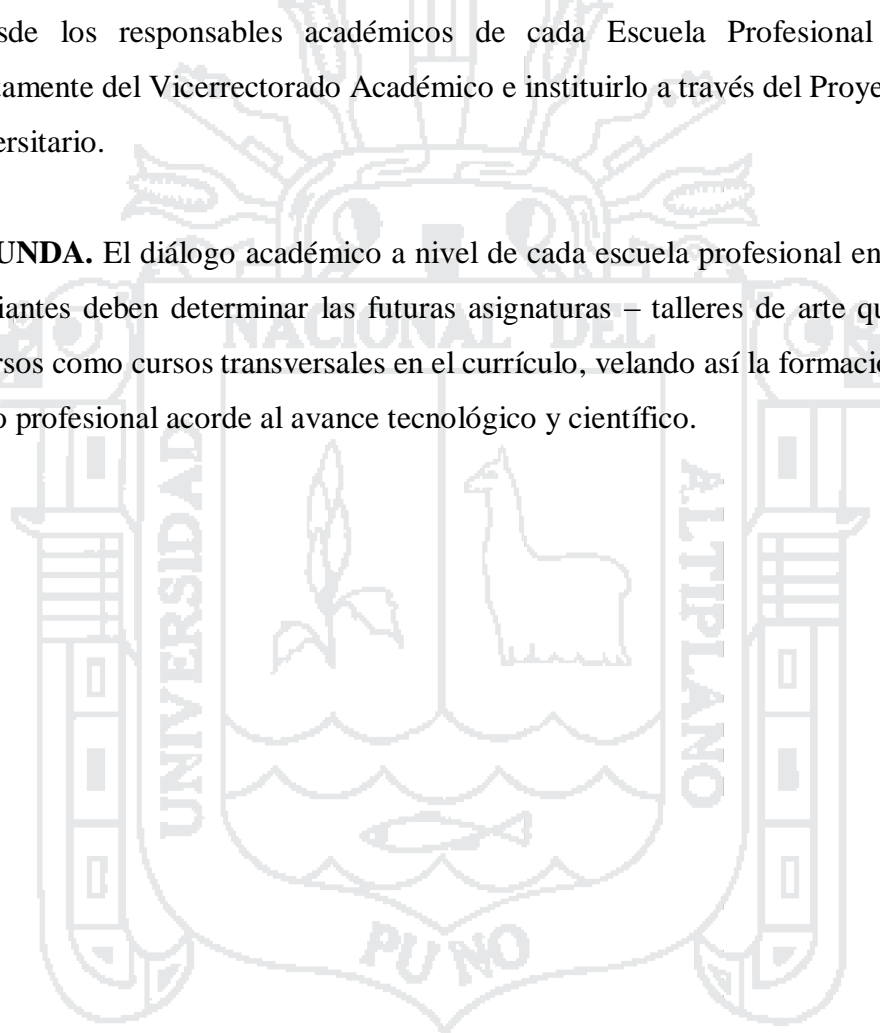 sde los responsables académicos de cada Escuela Profesional
tamente del Vicerrectorado Académico e instituirlo a través del Proye
ersitario.
UNDA. El diálogo académico a nivel de cada escuela profesional en
iantes deben determinar las futuras asignaturas – talleres de arte qu
rsos como cursos transversales en el currículo, velando así la formació
o profesional acorde al avance tecnológico y científico.
NACIONAL DEL
UNIVERSIDAD
ALTIPLANO
PUNO